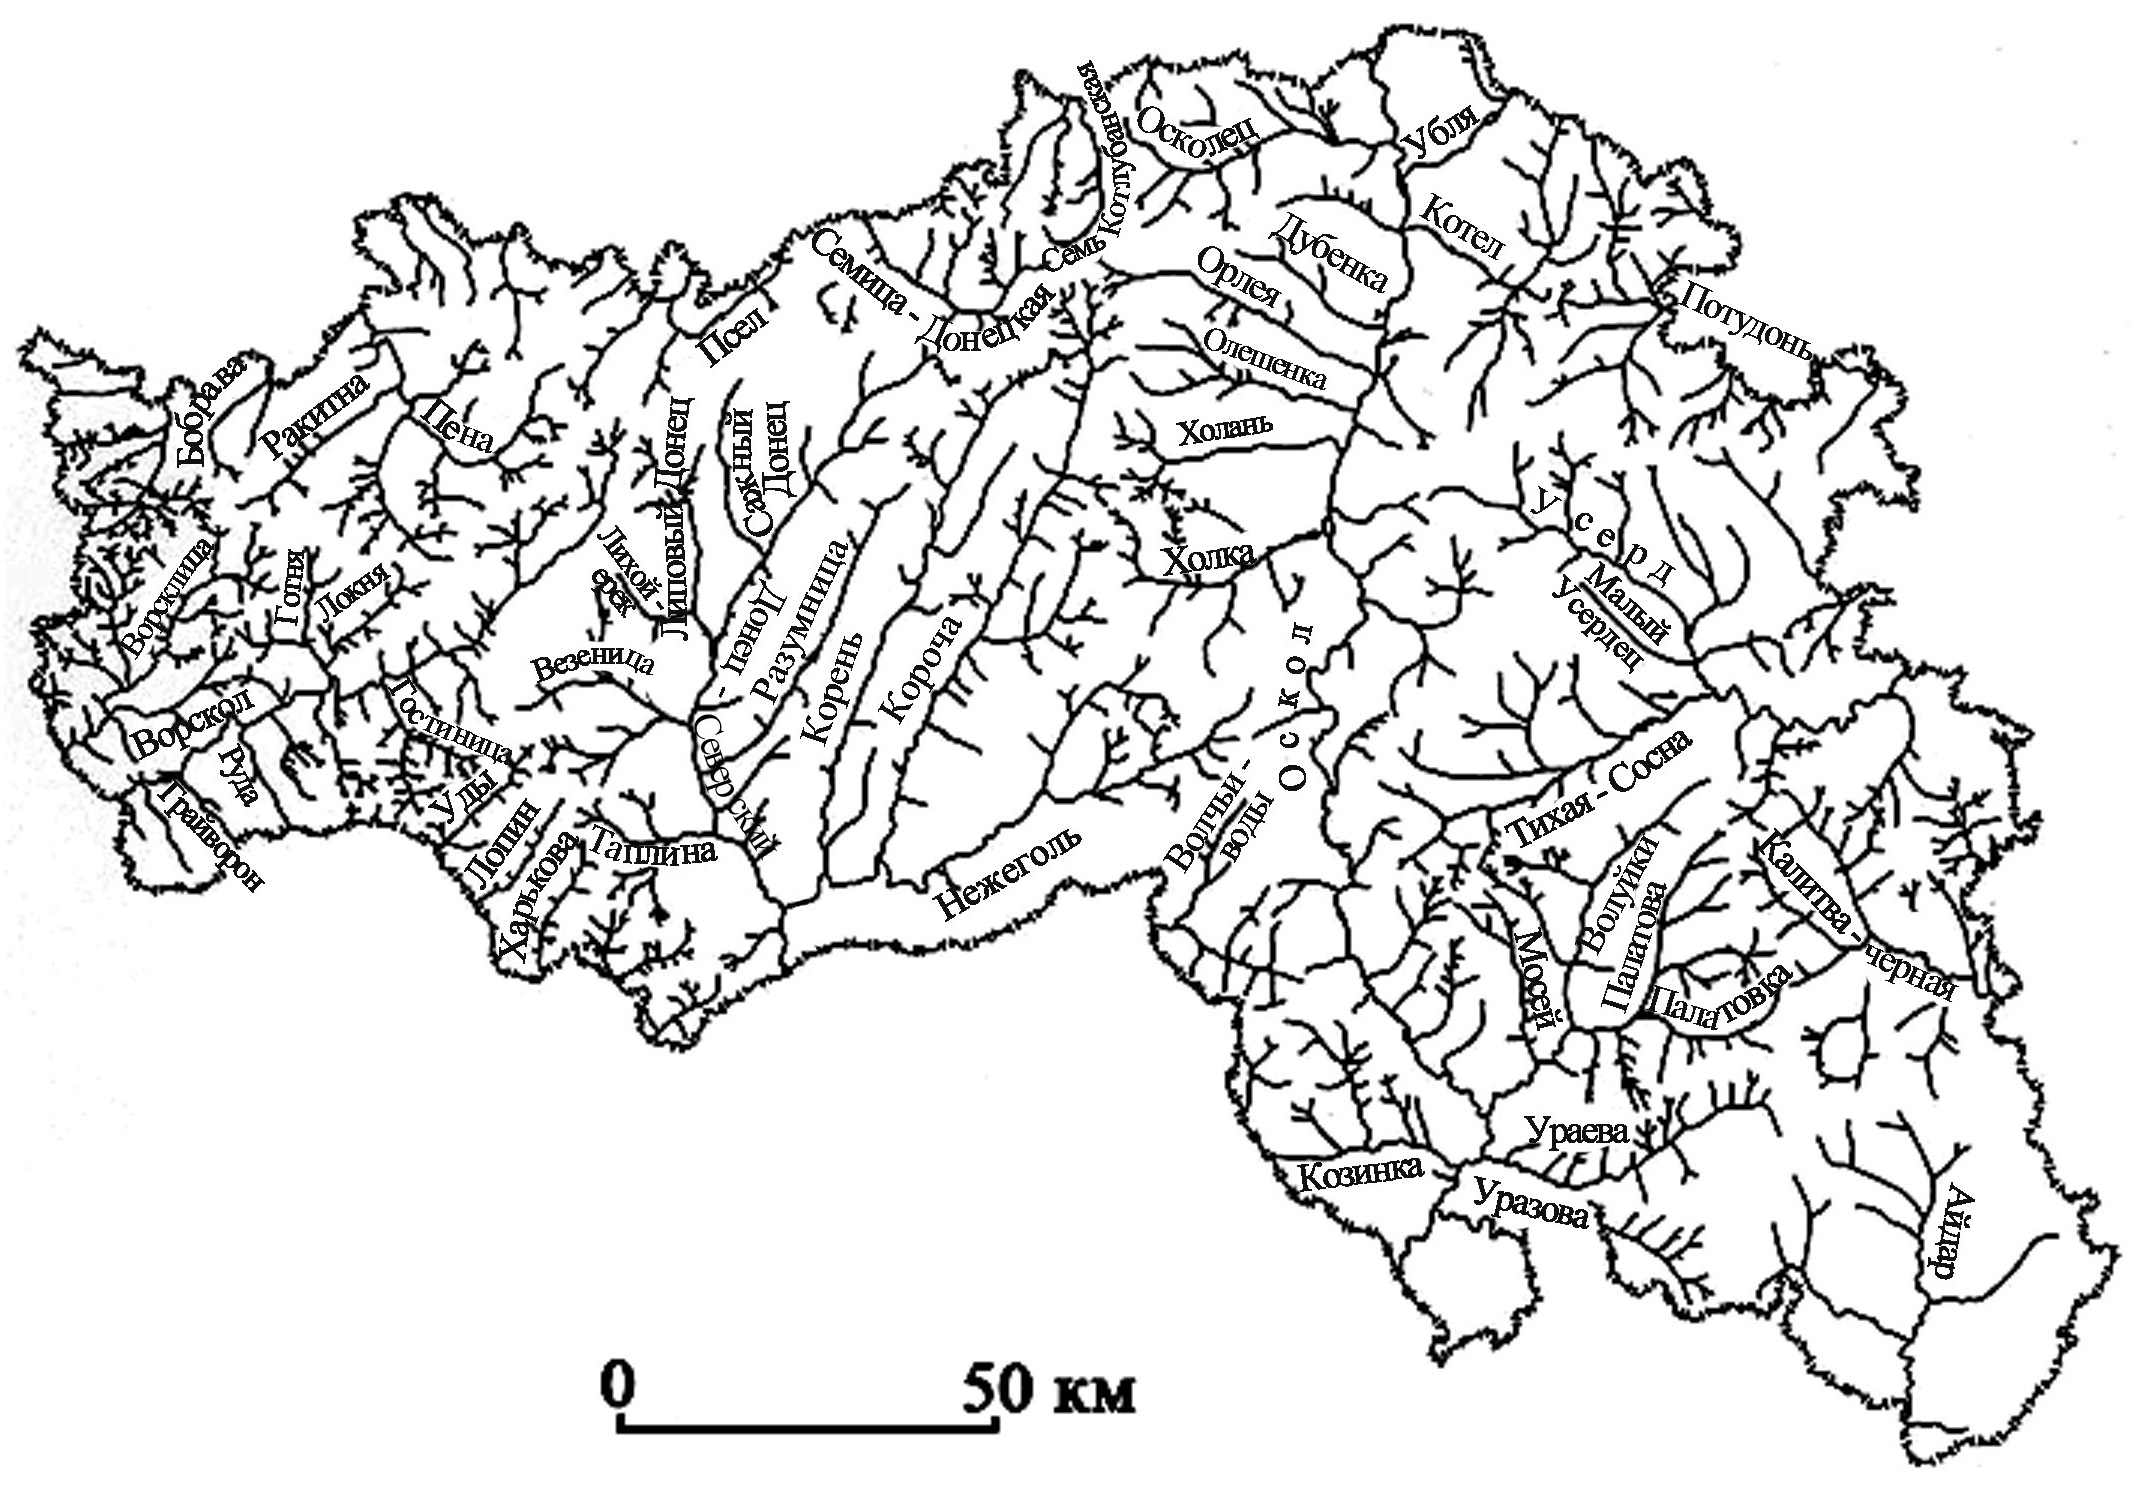 Котлубанская
Осколец
Убля
Семь
Котел
Дубенка
Орлея
Семица - Донецкая
Потудонь
Псел
Олешенка
Бобрава
Ракитна
Пена
Холань
Липовый Донец
Сажный
Донец
Усерд
Холка
Ворсклица
Готня
Локня
Лихой -
ерек
Малый
Усердец
Северский - Донец
Разумница
Корень
Короча
Везеница
Оскол
Ворскол
Гостиница
Руда
Уды
Грайворон
Лопин
Харькова
Таплина
Нежеголь
Волчьи -
воды
Тихая - Сосна
Волуйки
Палатова
Калитва - черная
Мосей
Палатовка
Ураева
Козинка
Уразова
Айдар
0 50 км